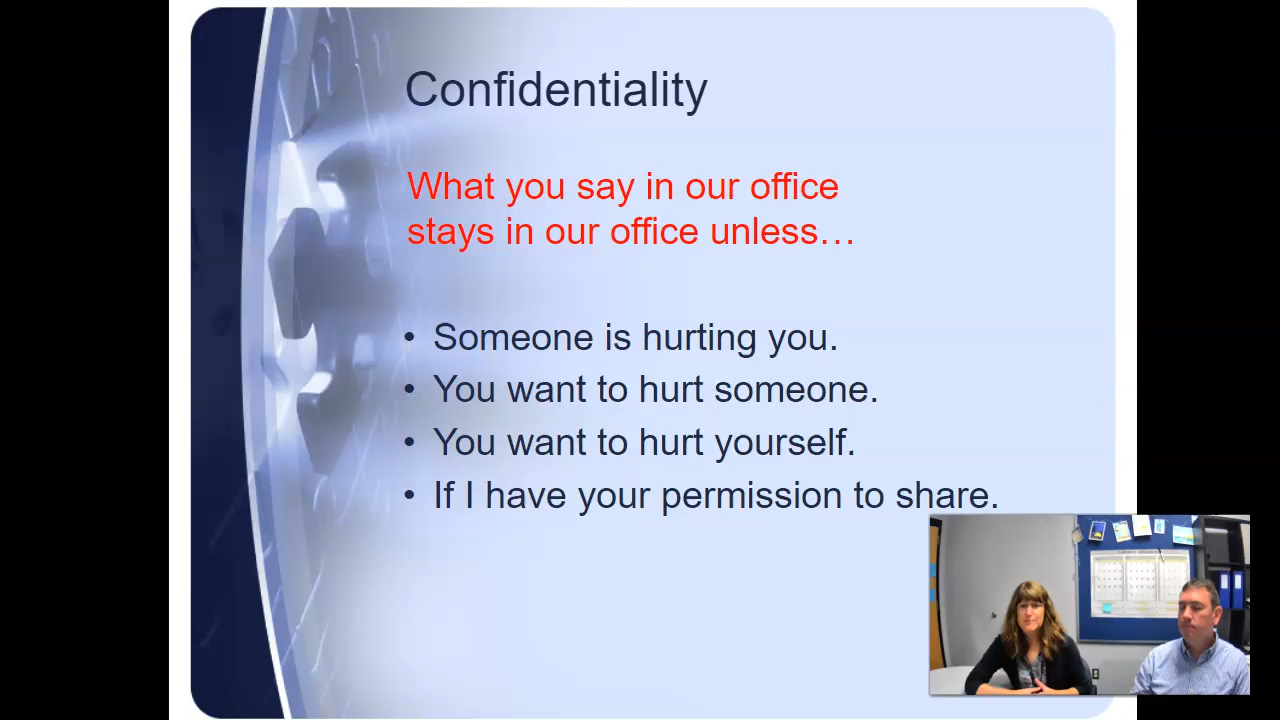 Confidentiality
What you say in our office
stays in our office unless…
• Someone is hurting you.
• You want to hurt someone.
• You want to hurt yourself.
• If I have your permission to share.